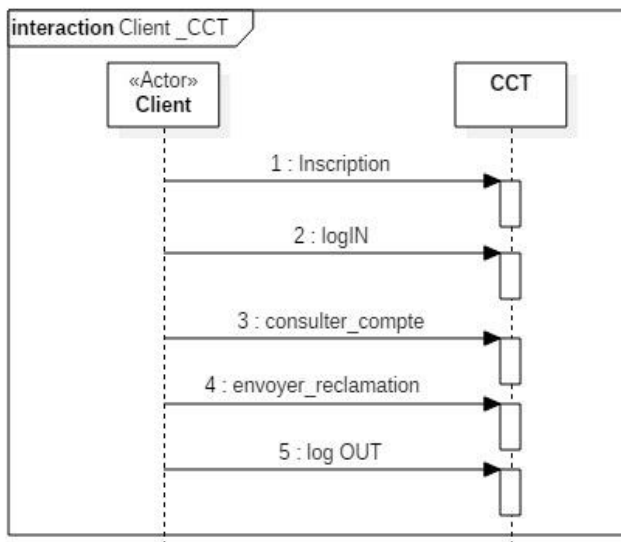 interaction Client _CCT
«Actor»
Client
CCT
1 : Inscription
2 : logIN
3 : consulter_compte
4 : envoyer_reclamation
5 : log OUT